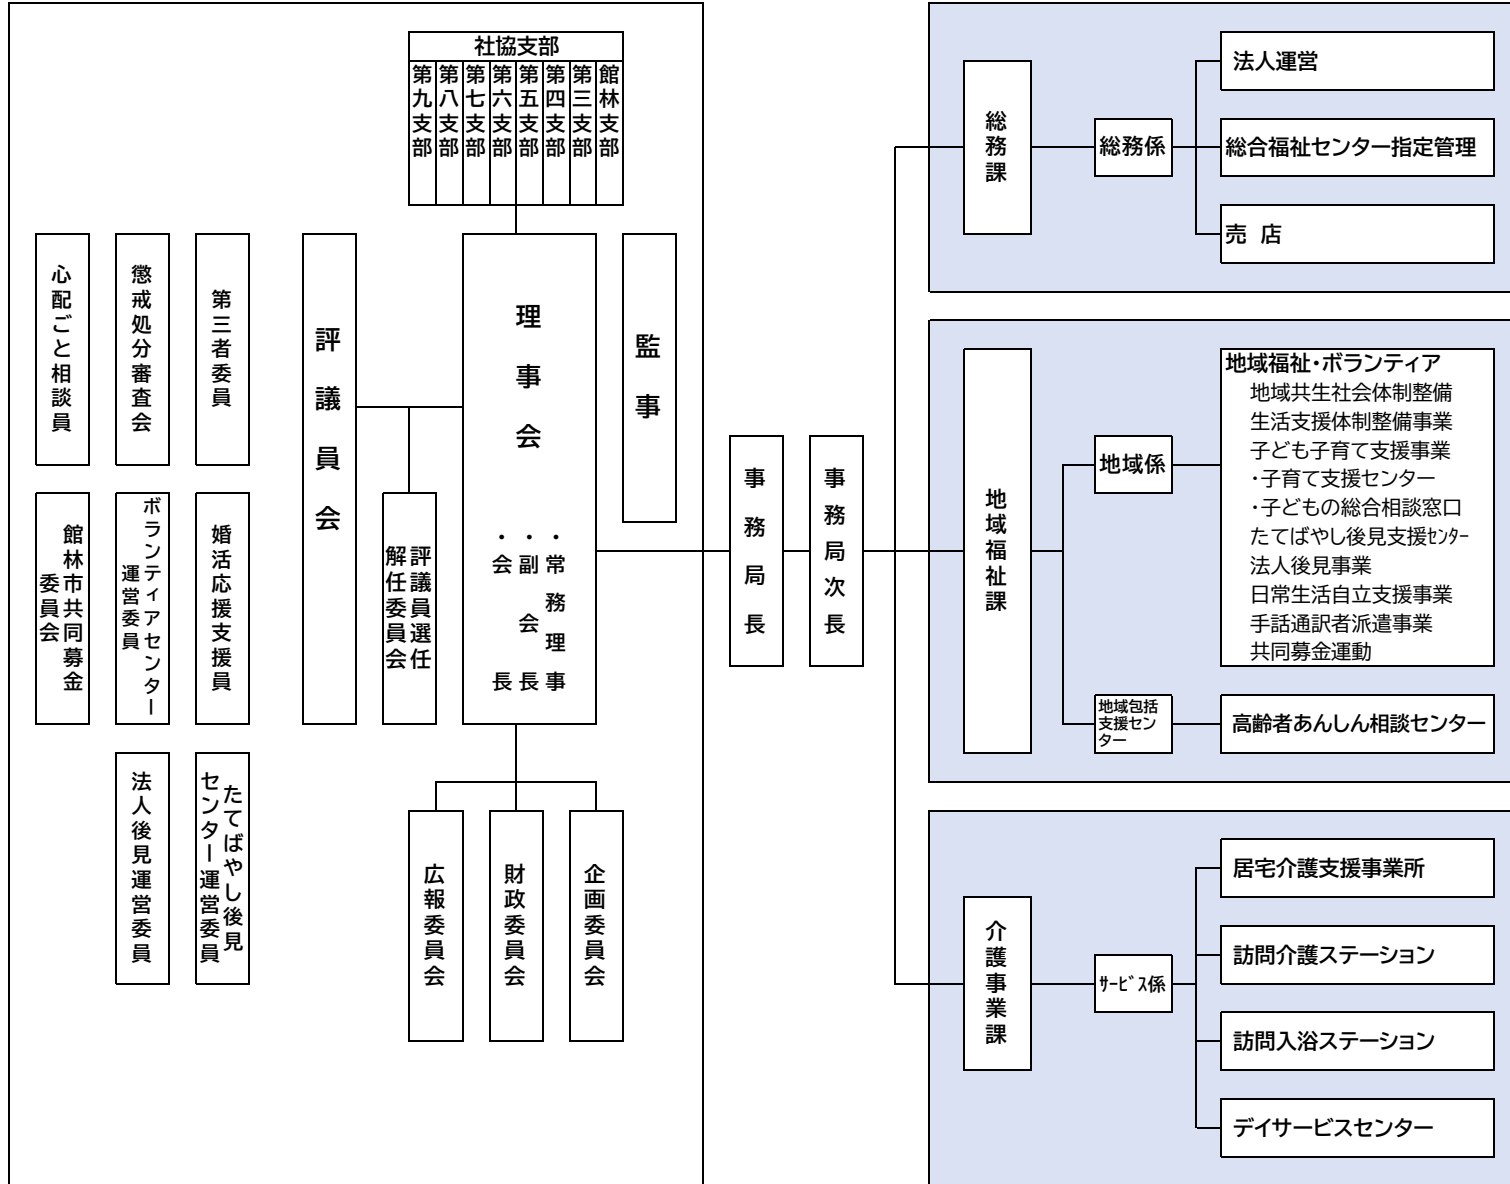 社協支部
館林支部
第三支部
第四支部
第五支部
第六支部
第七支部
第八支部
第九支部
第三者委員
懲戒処分審査会
心配ごと相談員
婚活応援支援員
ボランティアセンター
運営委員
館林市共同募金
委員会
たてばやし後見
センター運営委員
法人後見運営委員
評議員会
評議員選任
解任委員会
理事会
・常務理事
・副会長
・会長
監事
企画委員会
財政委員会
広報委員会
事務局長
事務局次長
総務課
総務係
法人運営
総合福祉センター指定管理
売 店
地域福祉課
地域係
地域福祉・ボランティア
地域共生社会体制整備
生活支援体制整備事業
子ども子育て支援事業
・子育て支援センター
・子どもの総合相談窓口
たてばやし後見支援ｾﾝﾀｰ
法人後見事業
日常生活自立支援事業
手話通訳者派遣事業
共同募金運動
地域包括
支援セン
ター
高齢者あんしん相談センター
介護事業課
ｻｰﾋﾞｽ係
居宅介護支援事業所
訪問介護ステーション
訪問入浴ステーション
デイサービスセンター